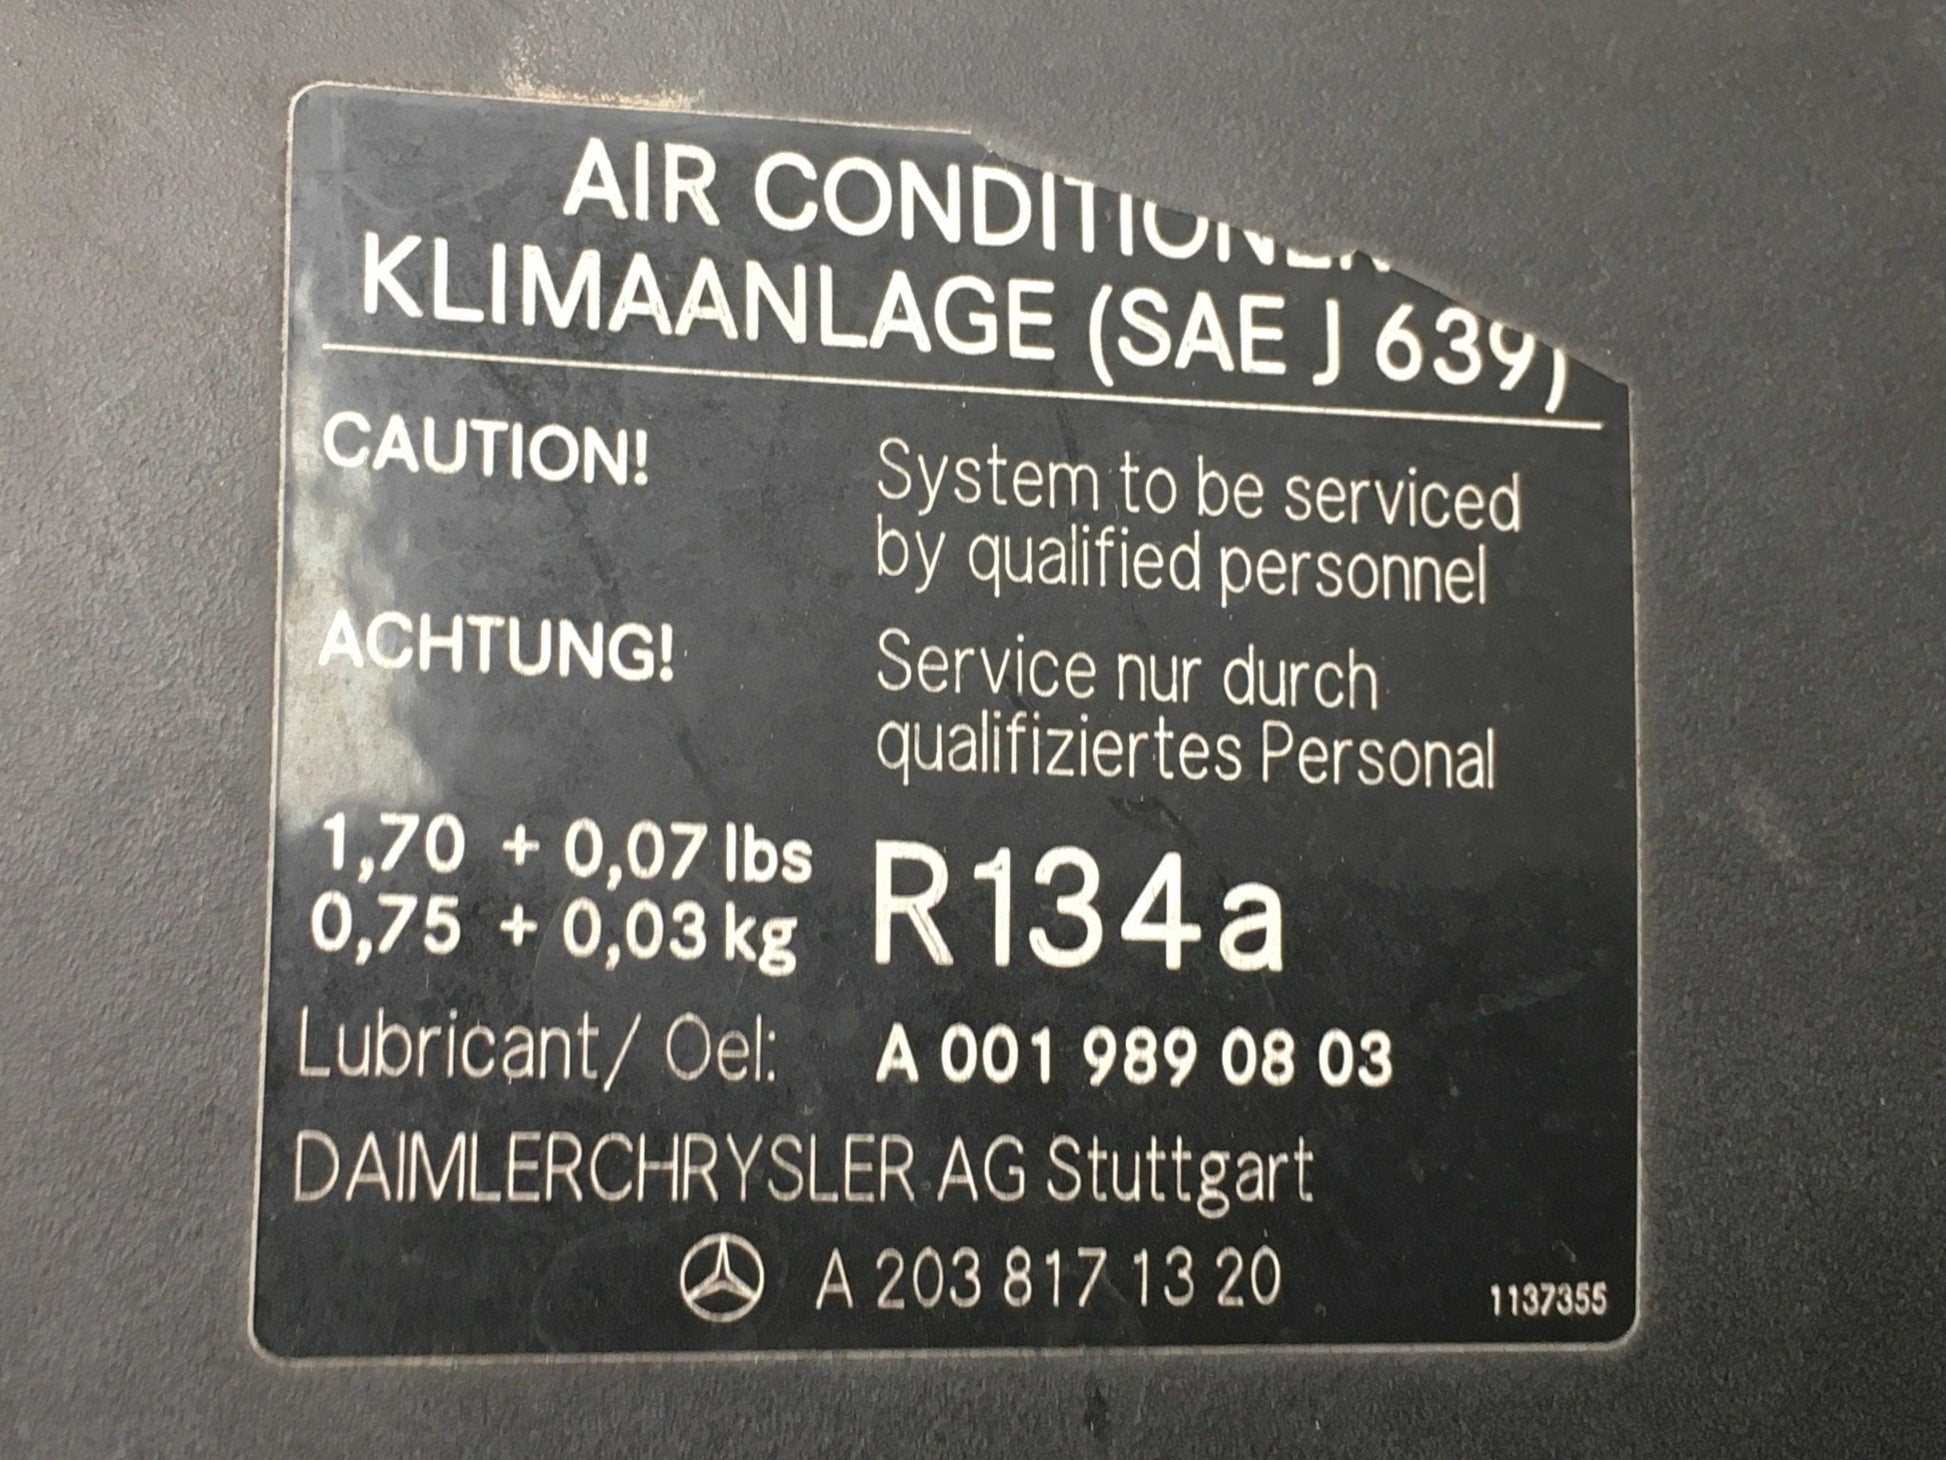 AIR CONDITIONER
KLIMAANLAGE (SAE J 639)
CAUTION! System to be serviced
by qualified personnel
ACHTUNG! Service nur durch
qualifiziertes Personal
1,70 + 0,07 lbs
0,75 + 0,03 kg
R134a
Lubricant/ Oel: A 001 989 08 03
DAIMLERCHRYSLER AG Stuttgart
A 203 817 13 20
1137355